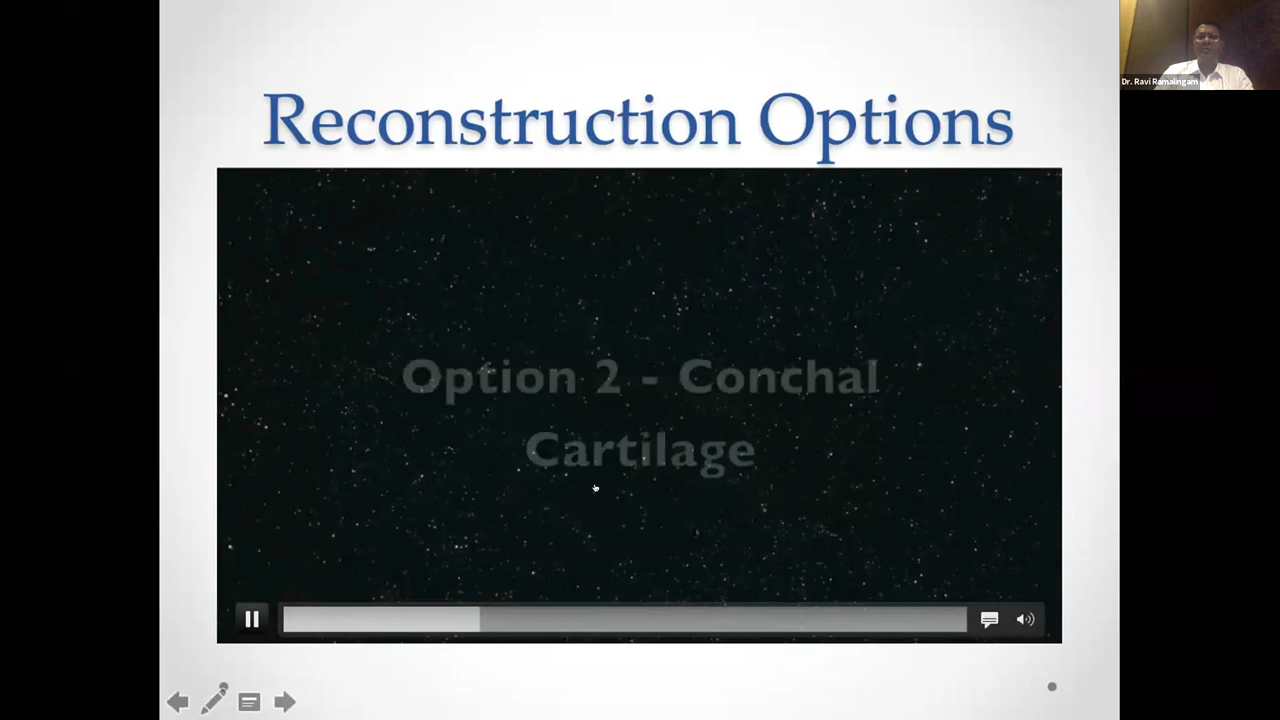 Reconstruction Options
Dr. Ravi Ramalingam
Option 2 - Conchal
Cartilage